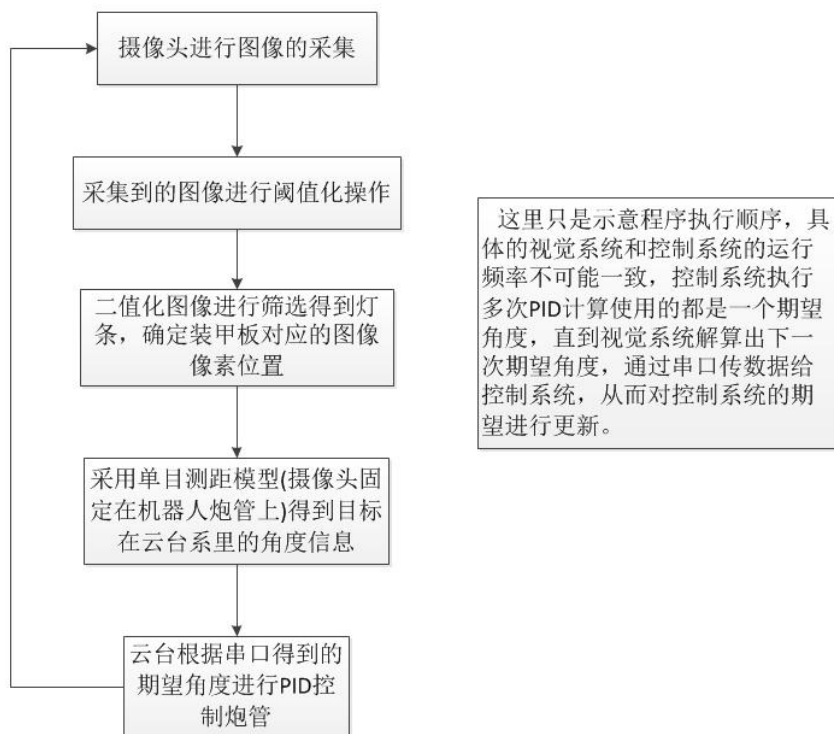 摄像头进行图像的采集
采集到的图像进行阈值化操作
二值化图像进行筛选得到灯
条，确定装甲板对应的图像
像素位置
采用单目测距模型(摄像头固
定在机器人炮管上)得到目标
在云台系里的角度信息
云台根据串口得到的
期望角度进行PID控
制炮管
这里只是示意程序执行顺序，具
体的视觉系统和控制系统的运行
频率不可能一致，控制系统执行
多次PID计算使用的都是一个期望
角度，直到视觉系统解算出下一
次期望角度，通过串口传数据给
控制系统，从而对控制系统的期
望进行更新。